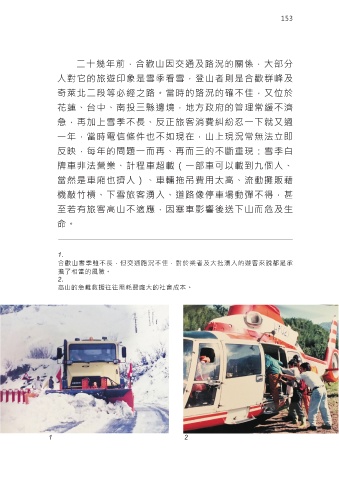 153
二十幾年前，合歡山因交通及路況的關係，大部分
人對它的旅遊印象是雪季看雪，登山者則是合歡群峰及
奇萊北二段等必經之路。當時的路況的確不佳，又位於
花蓮、台中、南投三縣邊境，地方政府的管理常緩不濟
急，再加上雪季不長、反正旅客消費糾紛忍一下就又過
一年，當時電信條件也不如現在，山上現況常無法立即
反映，每年的問題一而再、再而三的不斷重現：雪季白
牌車非法營業、計程車超載（一部車可以載到九個人，
當然是車廂也擠人）、車輛拖吊費用太高、流動攤販藉
機敲竹槓、下雪旅客湧入、道路像停車場動彈不得，甚
至若有旅客高山不適應，因塞車影響後送下山而危及生
命。
1.
合歡山雪季雖不長，但交通路況不佳，對於業者及大批湧入的遊客來說都是承
擔了相當的風險。
2.
高山的急難救援往往須耗費龐大的社會成本。
1
2